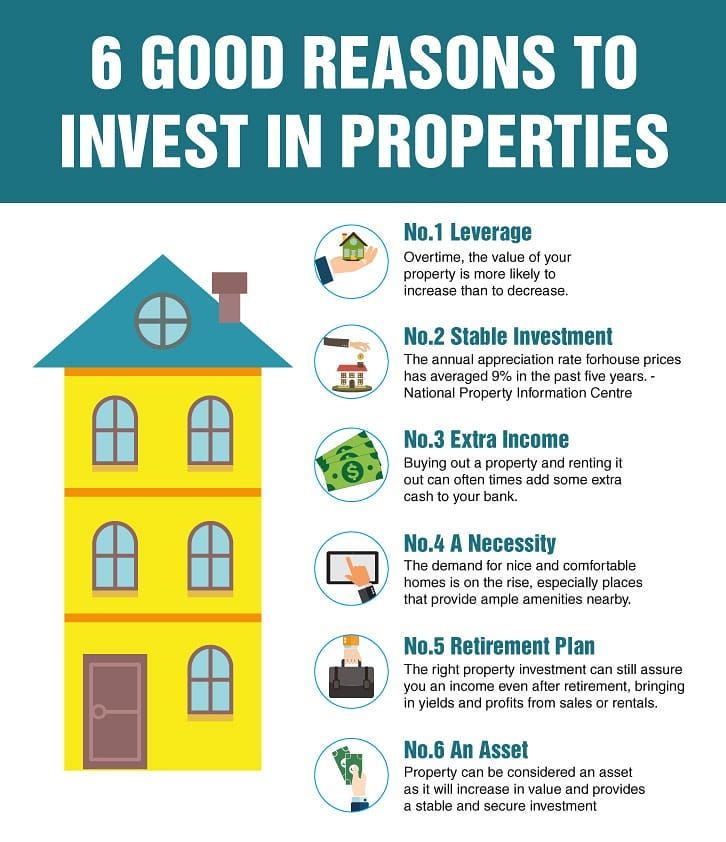 6 GOOD REASONS TO
INVEST IN PROPERTIES
No.1 Leverage
Overtime, the value of your
property is more likely to
increase than to decrease.
No.2 Stable Investment
The annual appreciation rate forhouse prices
has averaged 9% in the past five years. -
National Property Information Centre
No.3 Extra Income
Buying out a property and renting it
out can often times add some extra
cash to your bank.
No.4 A Necessity
The demand for nice and comfortable
homes is on the rise, especially places
that provide ample amenities nearby.
No.5 Retirement Plan
The right property investment can still assure
you an income even after retirement, bringing
in yields and profits from sales or rentals.
No.6 An Asset
Property can be considered an asset
as it will increase in value and provides
a stable and secure investment